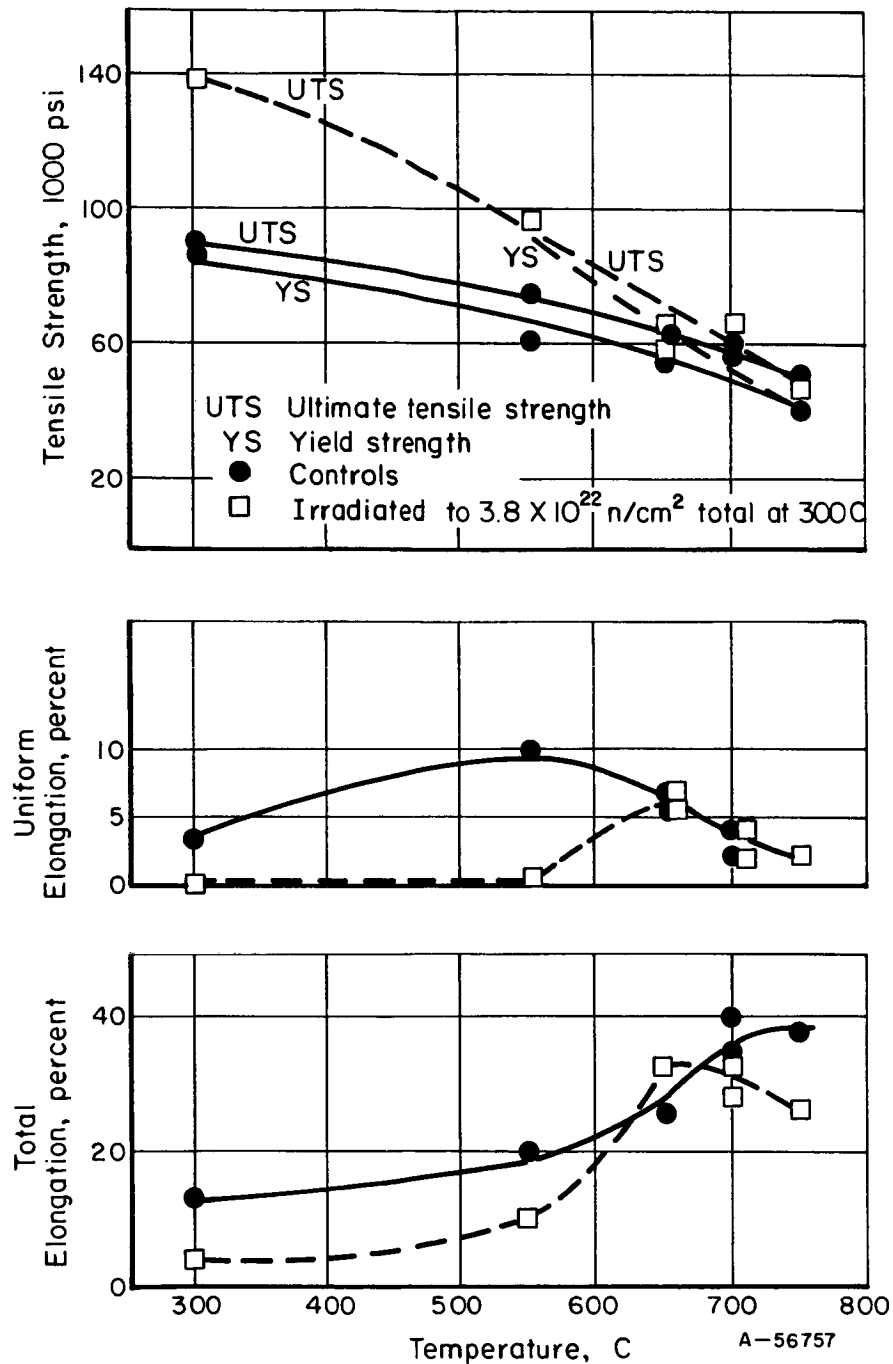 Tensile Strength, 1000 psi
140
100
60
20
UTS
UTS
YS
YS
UTS
UTS Ultimate tensile strength
YS Yield strength
Controls
Irradiated to 3.8 X 10²² n/cm² total at 300 C
Uniform
Elongation, percent
10
5
0
Total
Elongation, percent
40
20
0
300 400 500 600 700 800
Temperature, C
A-56757